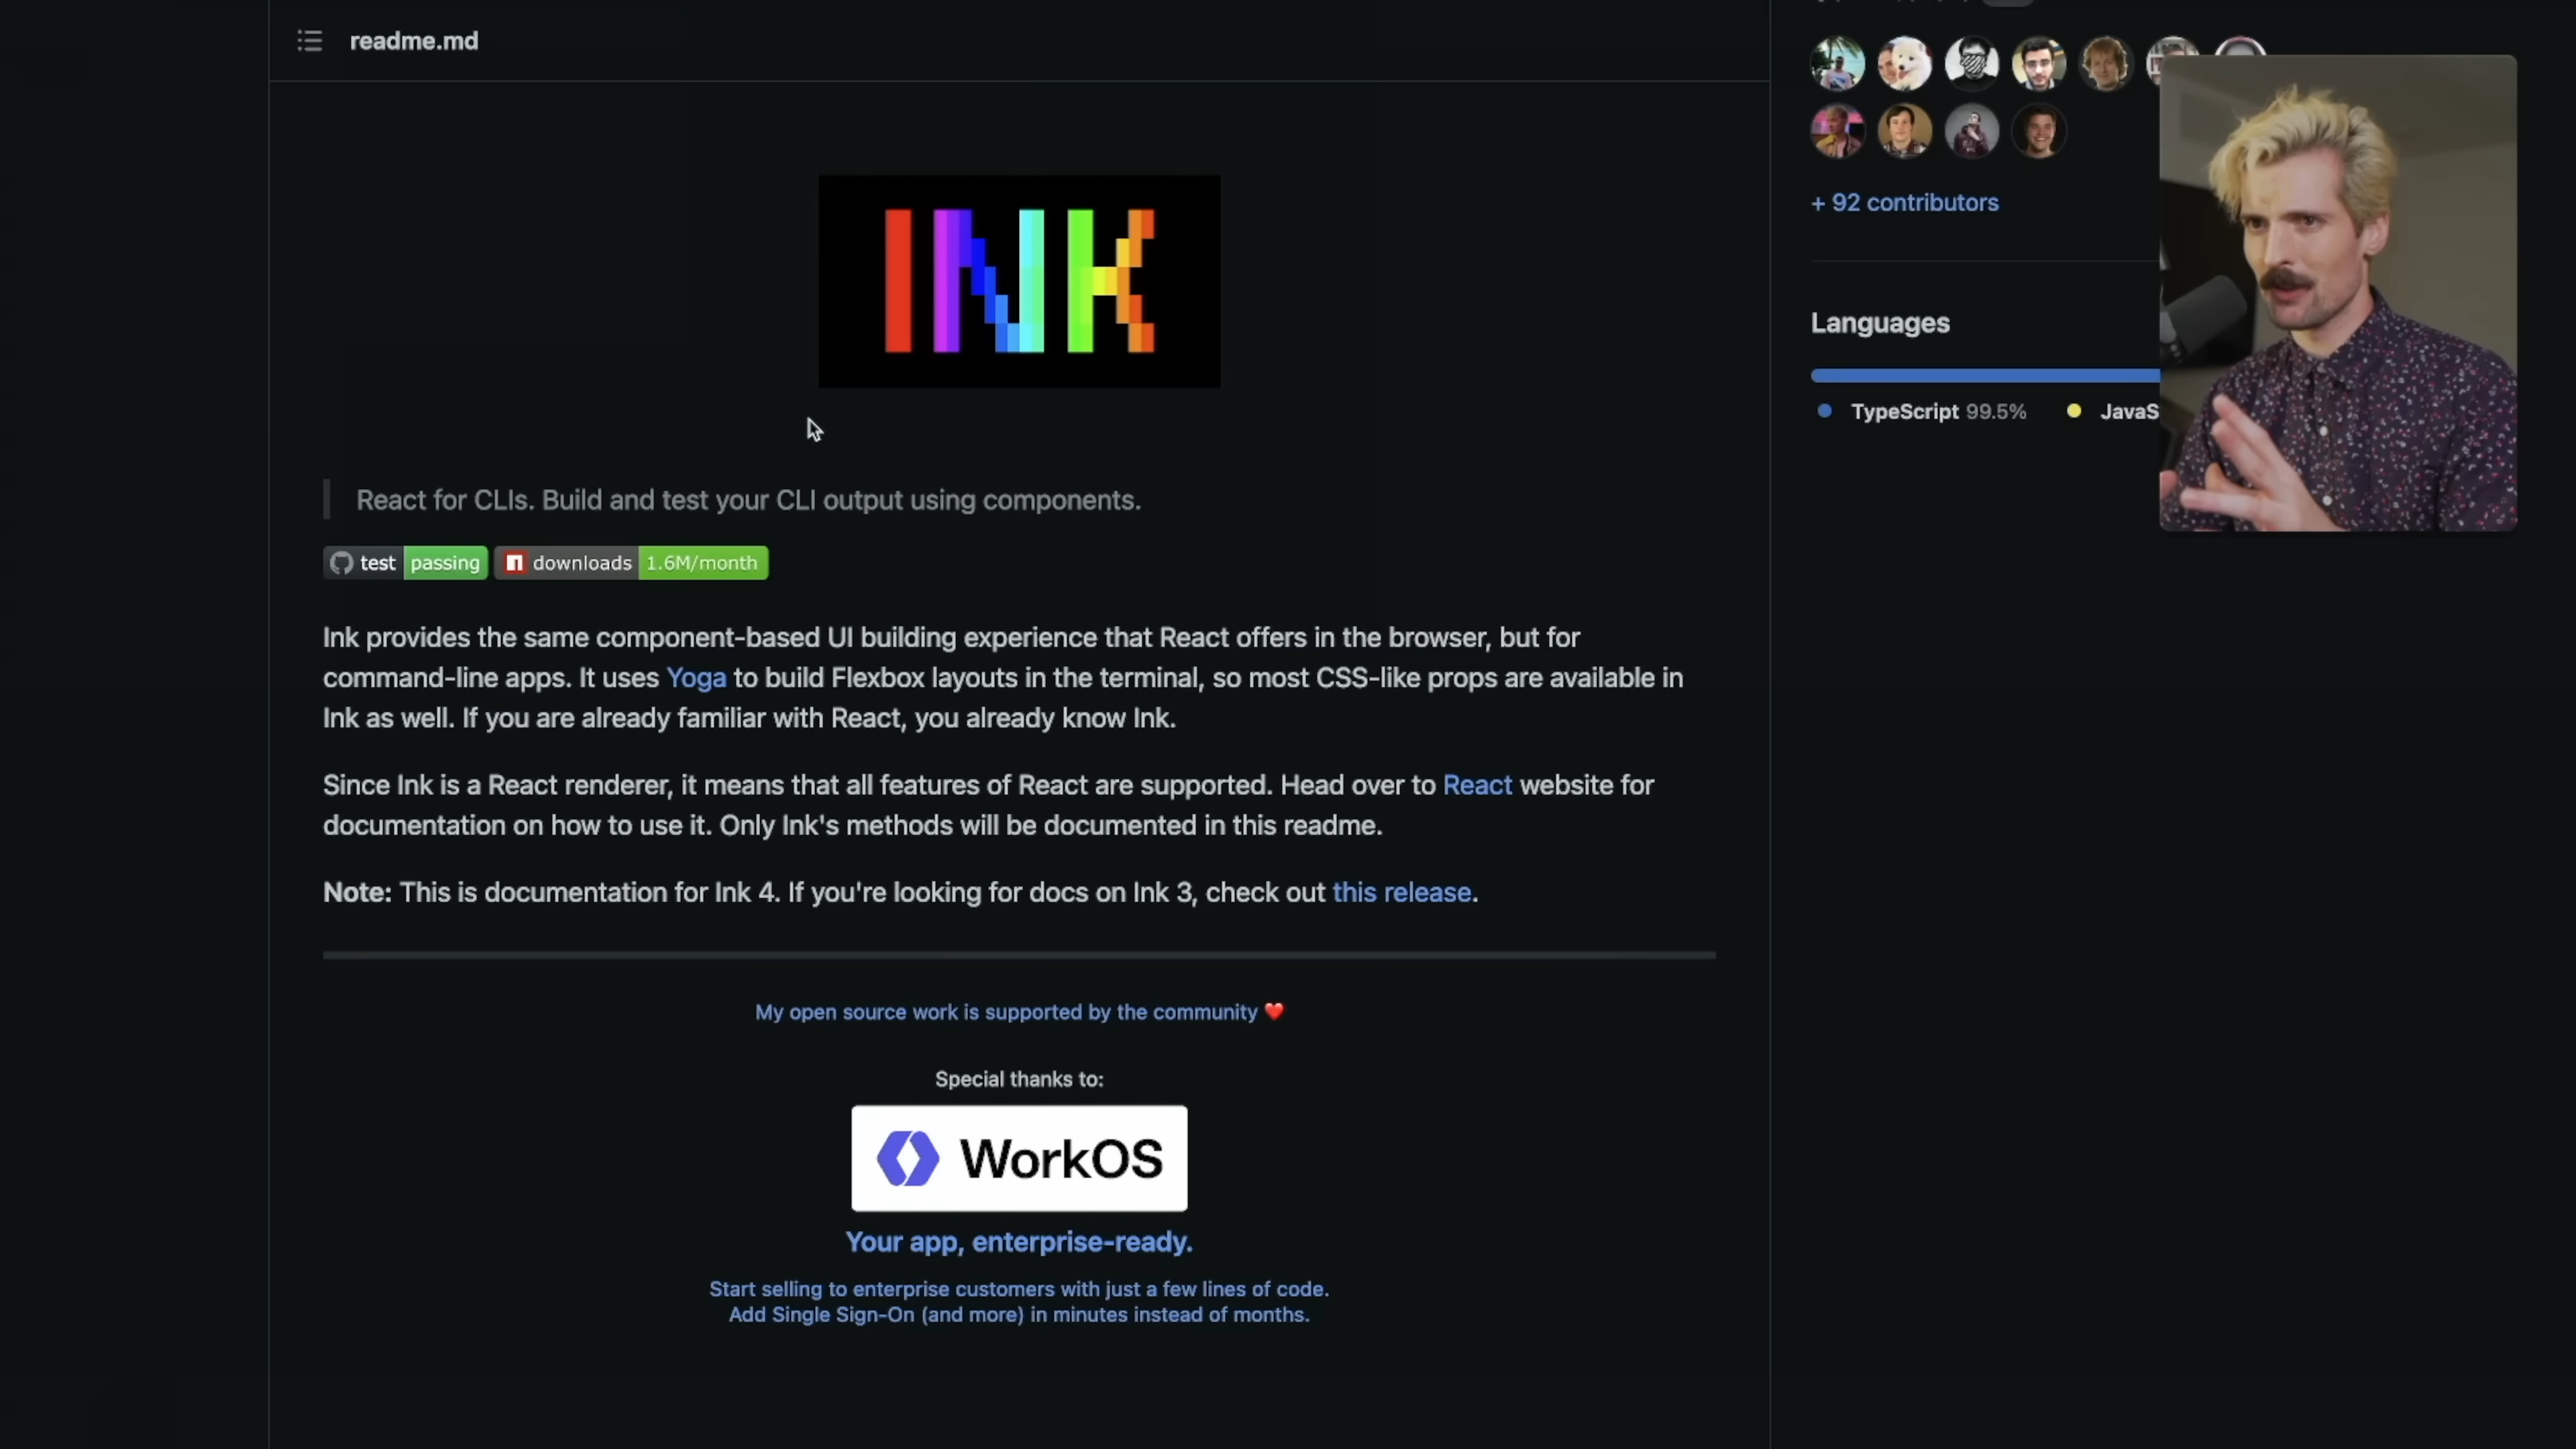 readme.md
INK
React for CLIs. Build and test your CLI output using components.
test passing downloads 1.6M/month
Ink provides the same component-based UI building experience that React offers in the browser, but for
command-line apps. It uses Yoga to build Flexbox layouts in the terminal, so most CSS-like props are available in
Ink as well. If you are already familiar with React, you already know Ink.
Since Ink is a React renderer, it means that all features of React are supported. Head over to React website for
documentation on how to use it. Only Ink's methods will be documented in this readme.
Note: This is documentation for Ink 4. If you're looking for docs on Ink 3, check out this release.
My open source work is supported by the community ❤️
Special thanks to:
WorkOS
Your app, enterprise-ready.
Start selling to enterprise customers with just a few lines of code.
Add Single Sign-On (and more) in minutes instead of months.
+ 92 contributors
Languages
TypeScript 99.5% JavaS